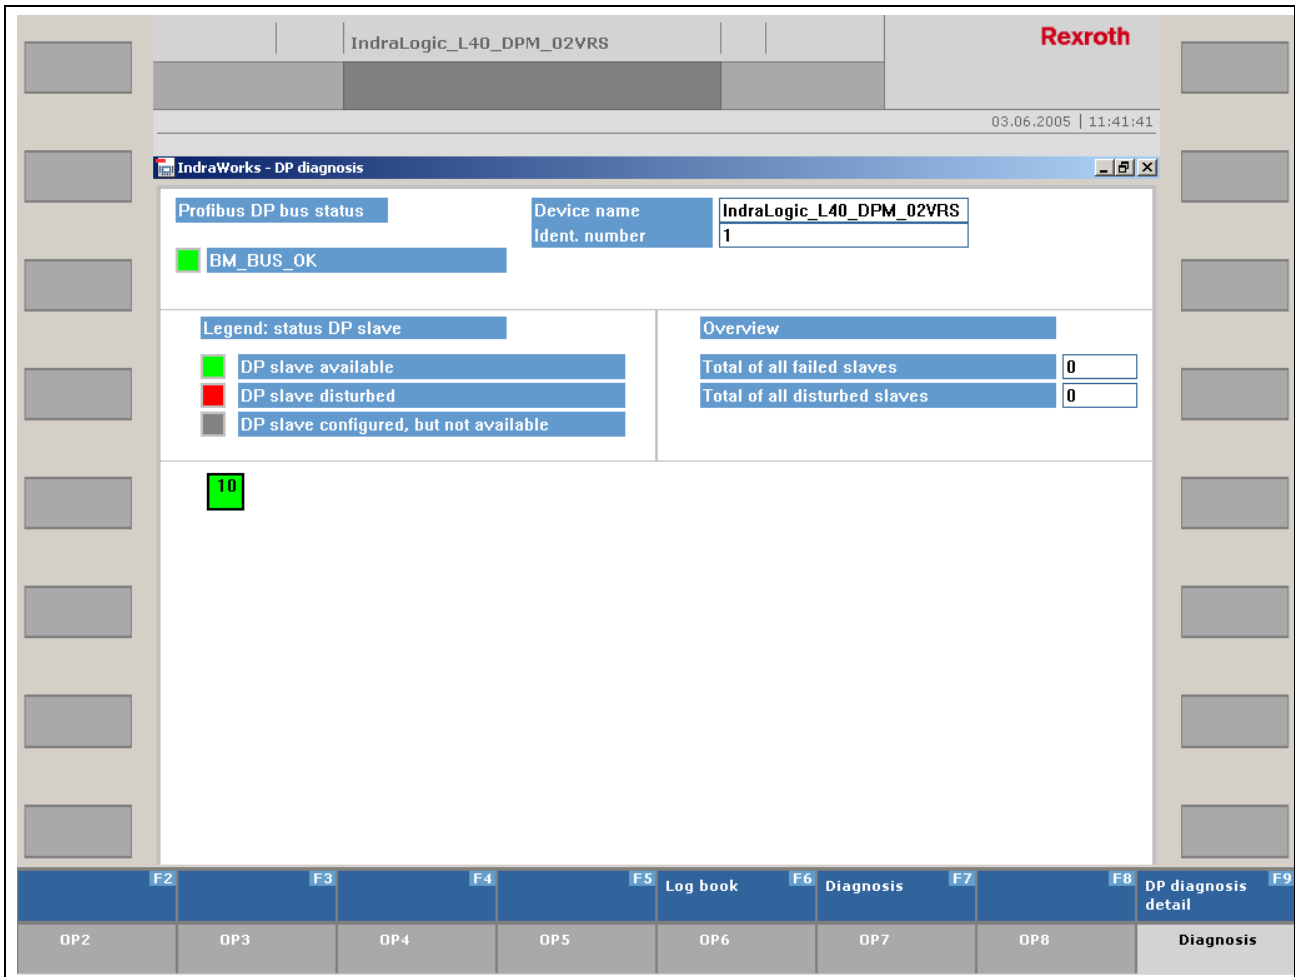 IndraLogic_L40_DPM_02VRS
Rexroth
03.06.2005 | 11:41:41
IndraWorks - DP diagnosis
Profibus DP bus status
Device name
IndraLogic_L40_DPM_02VRS
Ident. number
1
BM_BUS_OK
Legend: status DP slave
Overview
DP slave available
Total of all failed slaves
0
DP slave disturbed
Total of all disturbed slaves
0
DP slave configured, but not available
10
F2
F3
F4
F5
Log book
F6
Diagnosis
F7
F8
DP diagnosis
detail
F9
OP2
OP3
OP4
OP5
OP6
OP7
OP8
Diagnosis